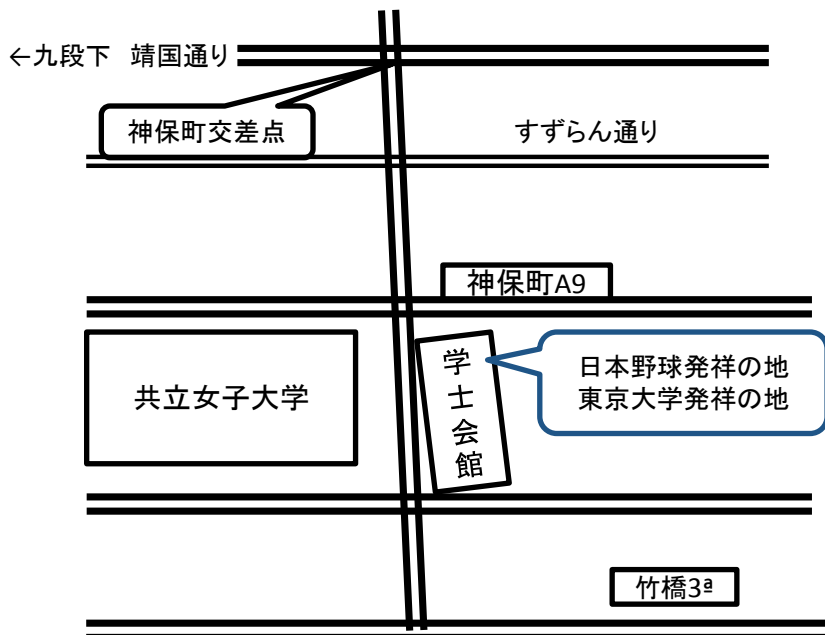 ←九段下 靖国通り
神保町交差点
すずらん通り
神保町A9
学士会館
日本野球発祥の地
東京大学発祥の地
共立女子大学
竹橋3ª